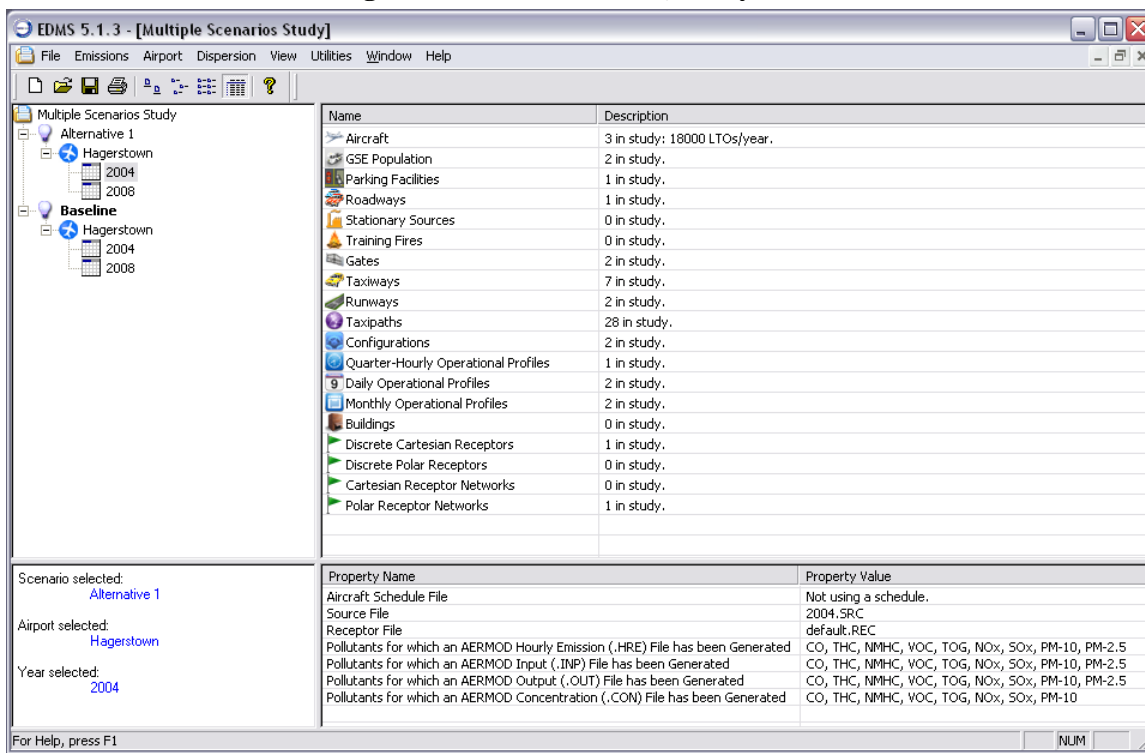 EDMS 5.1.3 - [Multiple Scenarios Study]
File Emissions Airport Dispersion View Utilities Window Help
Multiple Scenarios Study
Alternative 1
Hagerstown
2004
2008
Baseline
Hagerstown
2004
2008
Name Description
Aircraft 3 in study: 18000 LTOs/year.
GSE Population 2 in study.
Parking Facilities 1 in study.
Roadways 1 in study.
Stationary Sources 0 in study.
Training Fires 0 in study.
Gates 2 in study.
Taxiways 7 in study.
Runways 2 in study.
Taxipaths 28 in study.
Configurations 2 in study.
Quarter-Hourly Operational Profiles 1 in study.
9 Daily Operational Profiles 2 in study.
Monthly Operational Profiles 2 in study.
Buildings 0 in study.
Discrete Cartesian Receptors 1 in study.
Discrete Polar Receptors 0 in study.
Cartesian Receptor Networks 0 in study.
Polar Receptor Networks 1 in study.
Scenario selected:
Alternative 1
Airport selected:
Hagerstown
Year selected:
2004
Property Name Property Value
Aircraft Schedule File Not using a schedule.
Source File 2004.SRC
Receptor File default.REC
Pollutants for which an AERMOD Hourly Emission (.HRE) File has been Generated CO, THC, NMHC, VOC, TOG, NOx, SOx, PM-10, PM-2.5
Pollutants for which an AERMOD Input (.INP) File has been Generated CO, THC, NMHC, VOC, TOG, NOx, SOx, PM-10, PM-2.5
Pollutants for which an AERMOD Output (.OUT) File has been Generated CO, THC, NMHC, VOC, TOG, NOx, SOx, PM-10, PM-2.5
Pollutants for which an AERMOD Concentration (.CON) File has been Generated CO, THC, NMHC, VOC, TOG, NOx, SOx, PM-10
For Help, press F1 NUM